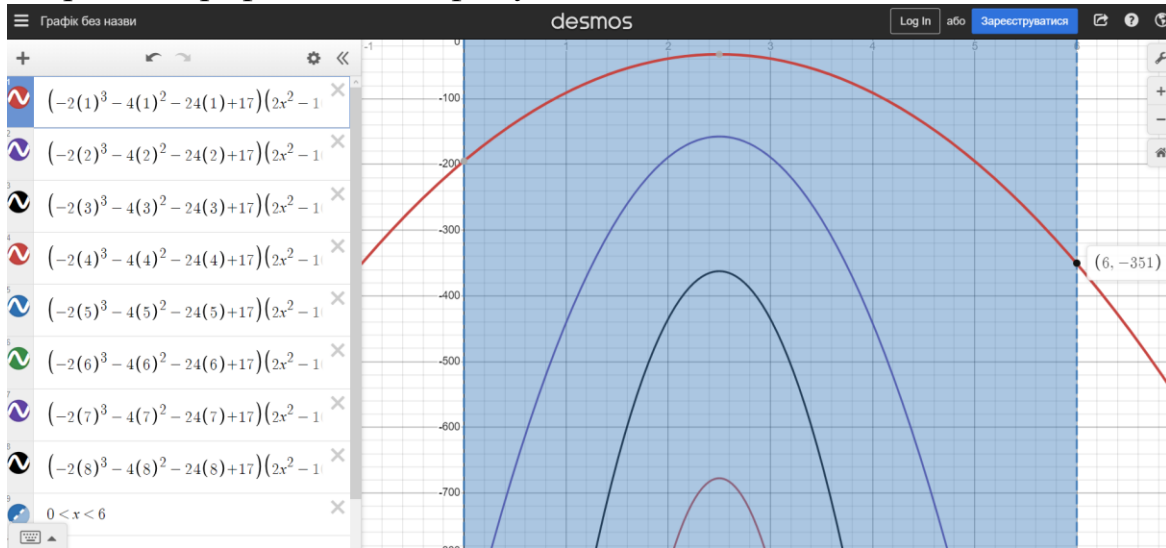 Графік без назви
desmos
Log In або Зареєструватися
(−2(1)³ − 4(1)² − 24(1)+17)(2x² − 1
(−2(2)³ − 4(2)² − 24(2)+17)(2x² − 1
(−2(3)³ − 4(3)² − 24(3)+17)(2x² − 1
(−2(4)³ − 4(4)² − 24(4)+17)(2x² − 1
(−2(5)³ − 4(5)² − 24(5)+17)(2x² − 1
(−2(6)³ − 4(6)² − 24(6)+17)(2x² − 1
(−2(7)³ − 4(7)² − 24(7)+17)(2x² − 1
(−2(8)³ − 4(8)² − 24(8)+17)(2x² − 1
0 < x < 6
-1 0 1 2 3 4 5 6
-100
-200
-300
(6, −351)
-400
-500
-600
-700